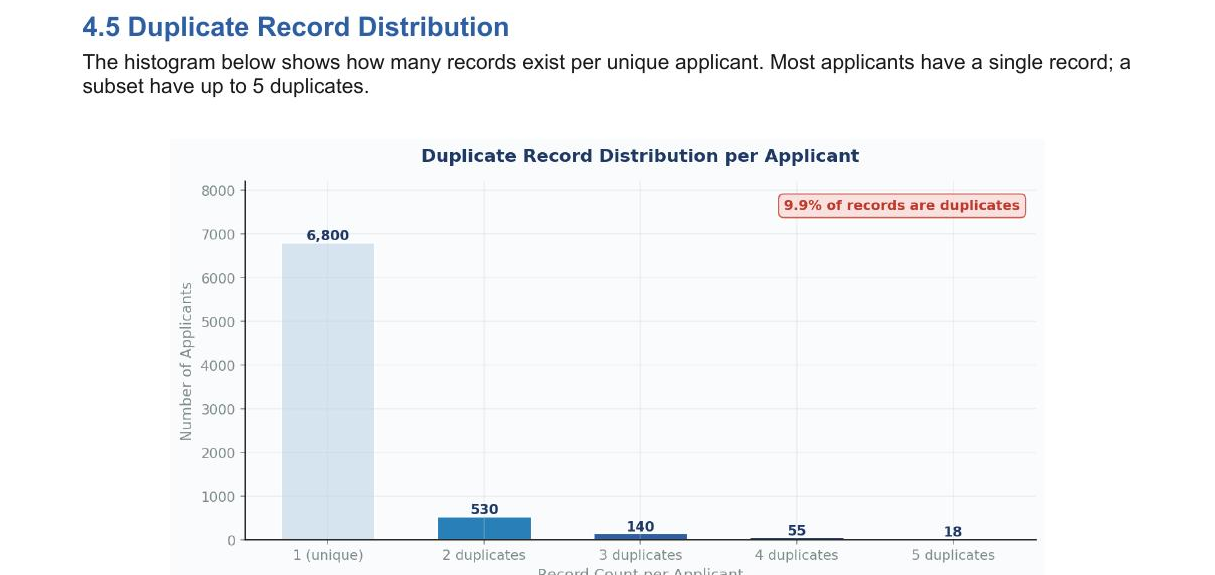 4.5 Duplicate Record Distribution
The histogram below shows how many records exist per unique applicant. Most applicants have a single record; a
subset have up to 5 duplicates.
Duplicate Record Distribution per Applicant
9.9% of records are duplicates
Number of Applicants
8000
7000
6000
5000
4000
3000
2000
1000
0
6,800
530
140
55
18
1 (unique)
2 duplicates
3 duplicates
4 duplicates
5 duplicates
Record Count per Applicant